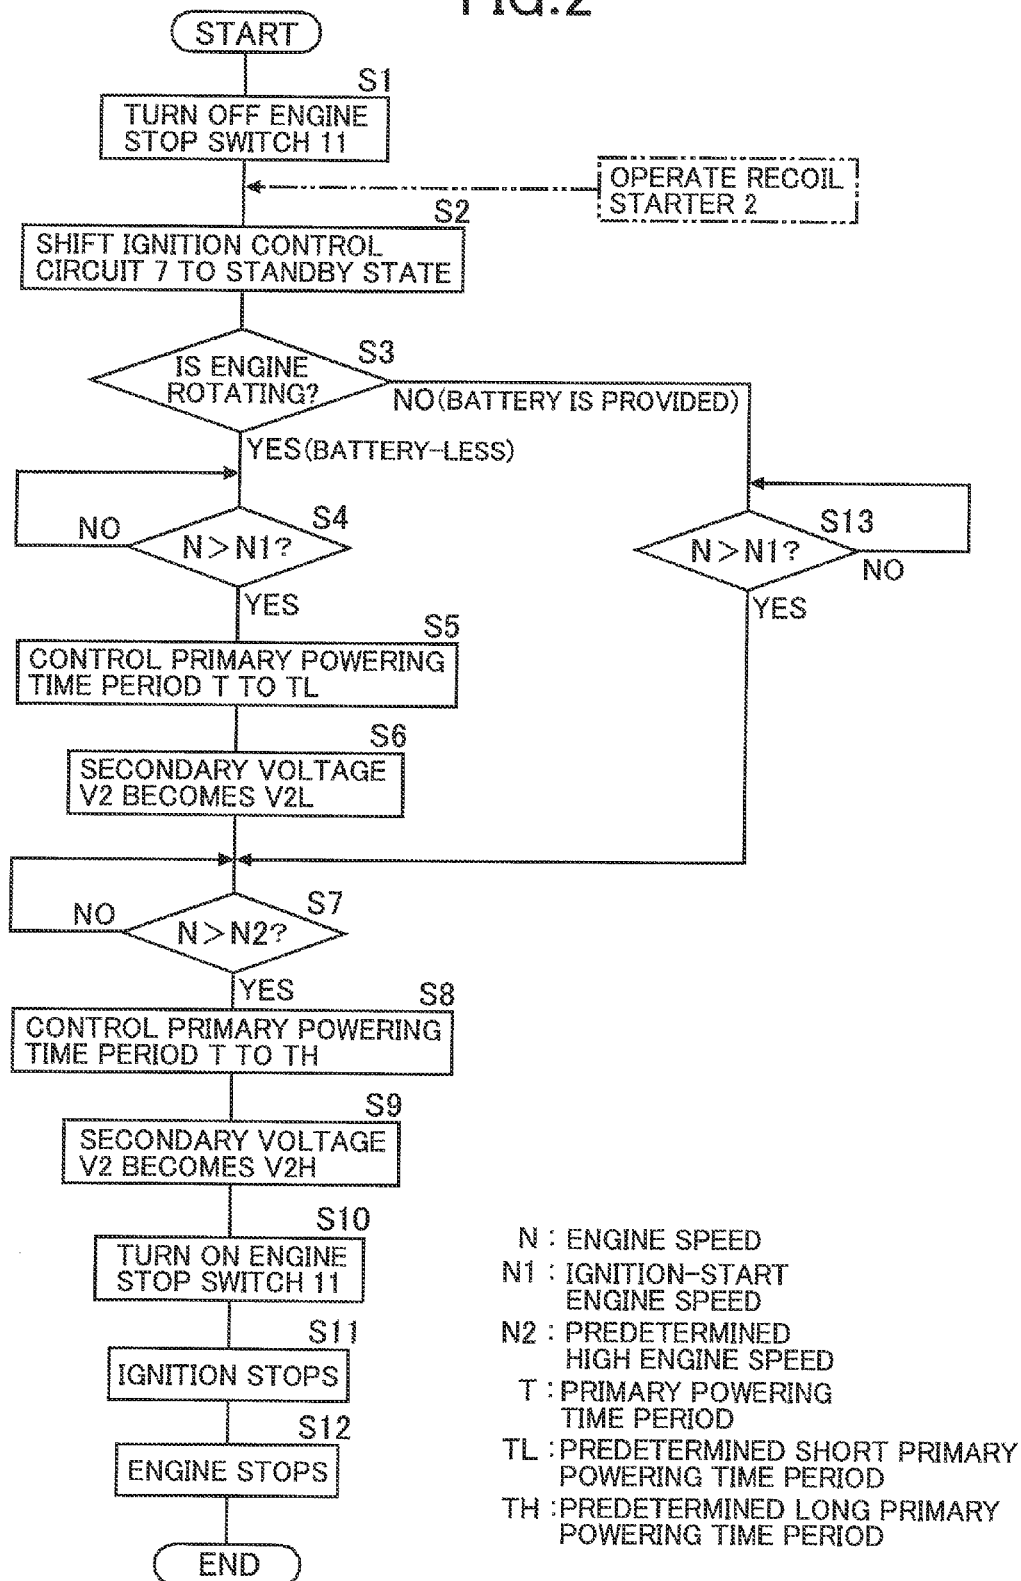 FIG.2
START
S1
TURN OFF ENGINE
STOP SWITCH 11
OPERATE RECOIL
STARTER 2
S2
SHIFT IGNITION CONTROL
CIRCUIT 7 TO STANDBY STATE
S3
IS ENGINE
ROTATING?
NO(BATTERY IS PROVIDED)
YES(BATTERY-LESS)
S4
NO
N>N1?
YES
S13
N>N1?
NO
YES
S5
CONTROL PRIMARY POWERING
TIME PERIOD T TO TL
S6
SECONDARY VOLTAGE
V2 BECOMES V2L
S7
NO
N>N2?
YES
S8
CONTROL PRIMARY POWERING
TIME PERIOD T TO TH
S9
SECONDARY VOLTAGE
V2 BECOMES V2H
S10
TURN ON ENGINE
STOP SWITCH 11
S11
IGNITION STOPS
S12
ENGINE STOPS
END
N : ENGINE SPEED
N1 : IGNITION-START
ENGINE SPEED
N2 : PREDETERMINED
HIGH ENGINE SPEED
T : PRIMARY POWERING
TIME PERIOD
TL : PREDETERMINED SHORT PRIMARY
POWERING TIME PERIOD
TH : PREDETERMINED LONG PRIMARY
POWERING TIME PERIOD